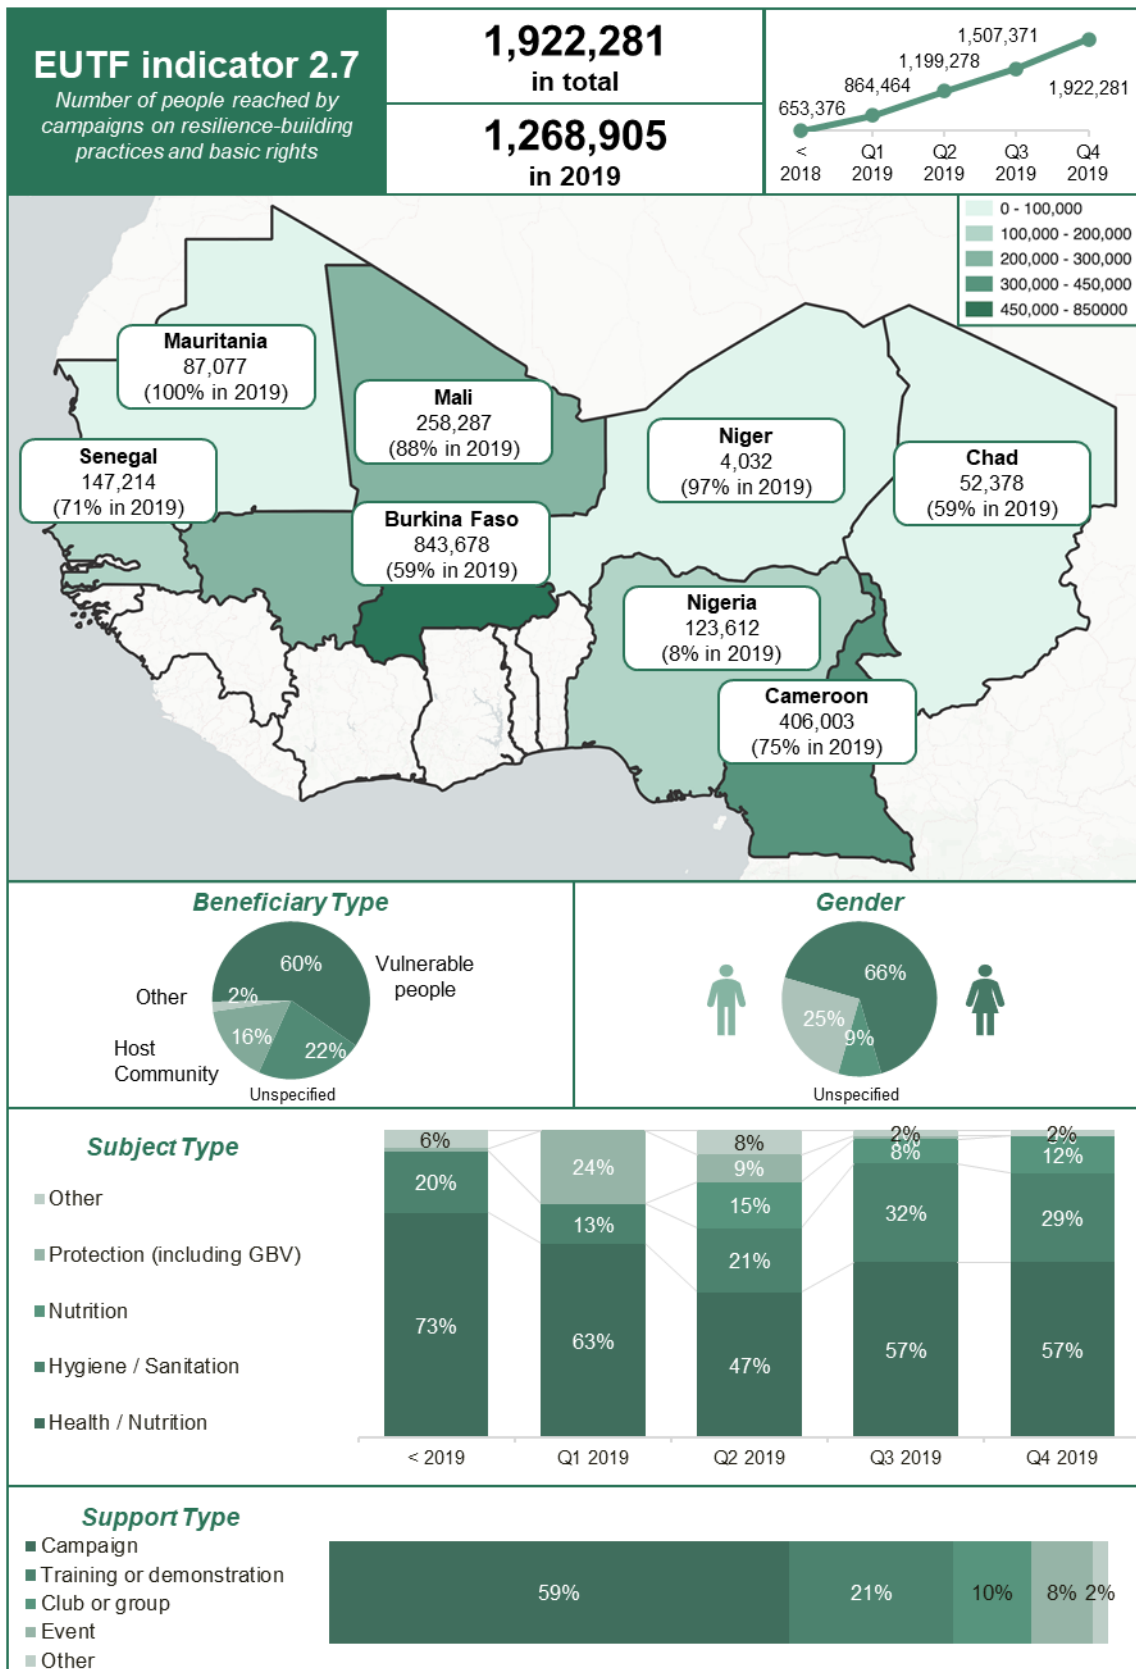 EUTF indicator 2.7
Number of people reached by
campaigns on resilience-building
practices and basic rights
1,922,281
in total
1,268,905
in 2019
653,376
864,464
1,199,278
1,507,371
1,922,281
<
2018
Q1
2019
Q2
2019
Q3
2019
Q4
2019
0 - 100,000
100,000 - 200,000
200,000 - 300,000
300,000 - 450,000
450,000 - 850000
Mauritania
87,077
(100% in 2019)
Mali
258,287
(88% in 2019)
Niger
4,032
(97% in 2019)
Chad
52,378
(59% in 2019)
Senegal
147,214
(71% in 2019)
Burkina Faso
843,678
(59% in 2019)
Nigeria
123,612
(8% in 2019)
Cameroon
406,003
(75% in 2019)
Beneficiary Type
60%
Vulnerable
people
Other
2%
16%
Host
Community
22%
Unspecified
Gender
66%
25%
9%
Unspecified
Subject Type
Other
Protection (including GBV)
Nutrition
Hygiene / Sanitation
Health / Nutrition
6%
20%
73%
24%
13%
63%
8%
9%
15%
21%
47%
2%
8%
32%
57%
2%
12%
29%
57%
< 2019
Q1 2019
Q2 2019
Q3 2019
Q4 2019
Support Type
Campaign
Training or demonstration
Club or group
Event
Other
59%
21%
10%
8%
2%